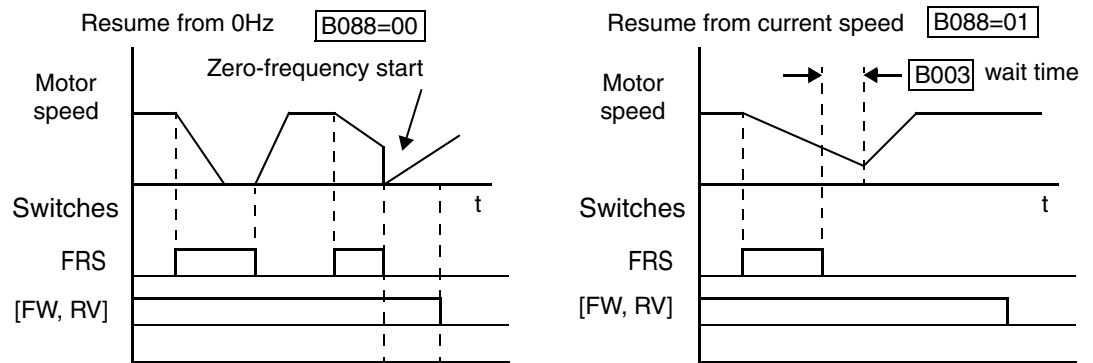 Resume from 0Hz B088=00
Zero-frequency start
Motor
speed
t
Switches
FRS
[FW, RV]
Resume from current speed B088=01
B003 wait time
Motor
speed
t
Switches
FRS
[FW, RV]